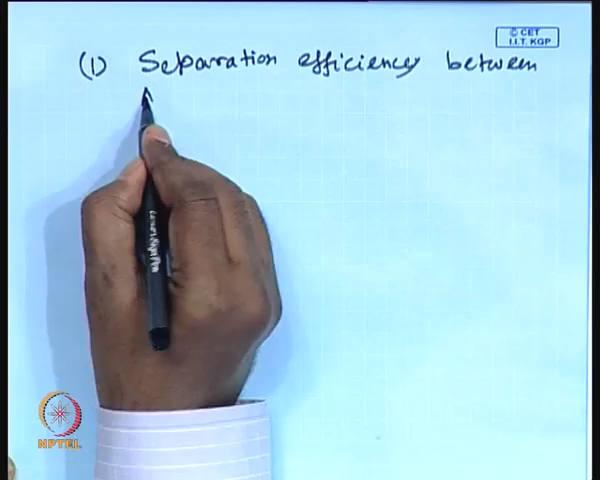 © CET
I.I.T. KGP
(1) Separation efficiency between
NPTEL